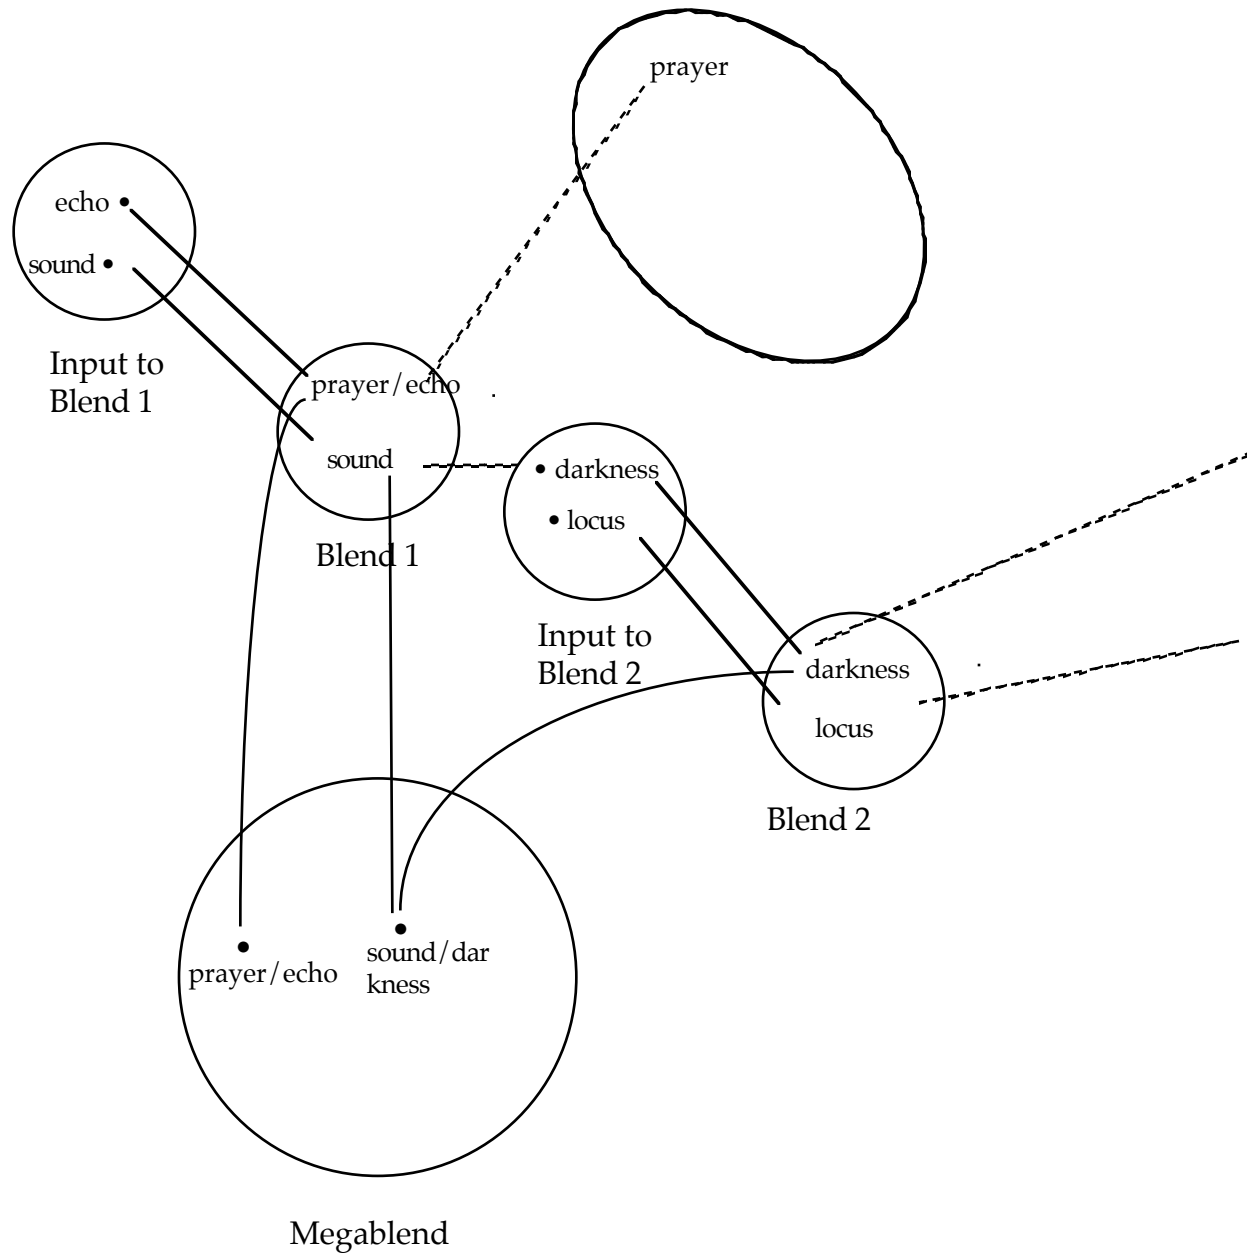 prayer
echo
sound
Input to
Blend 1
prayer/echo
sound
Blend 1
darkness
locus
Input to
Blend 2
darkness
locus
Blend 2
prayer/echo
sound/dar
kness
Megablend